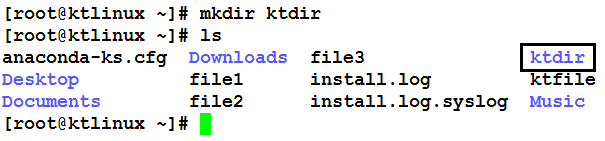 [root@ktlinux ~]# mkdir ktdir
[root@ktlinux ~]# ls
anaconda-ks.cfg  Downloads  file3               ktdir
Desktop          file1      install.log         ktfile
Documents        file2      install.log.syslog  Music
[root@ktlinux ~]#